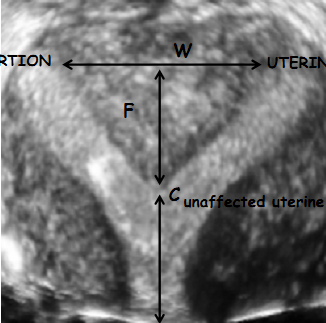 W
RTION UTERIN
F
C unaffected uterine